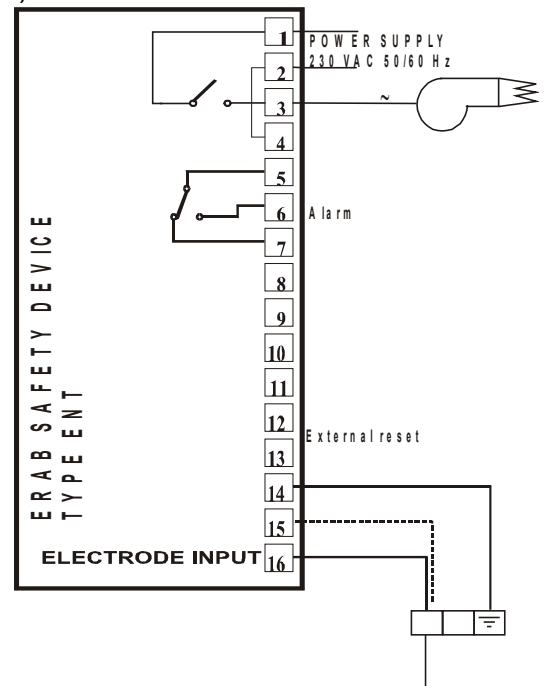 1
POWER SUPPLY
230 VAC 50/60 Hz
2
3
~
4
5
6
Alarm
7
8
9
10
11
12
External reset
13
14
15
ELECTRODE INPUT 16
ERAB SAFETY DEVICE
TYPE ENT